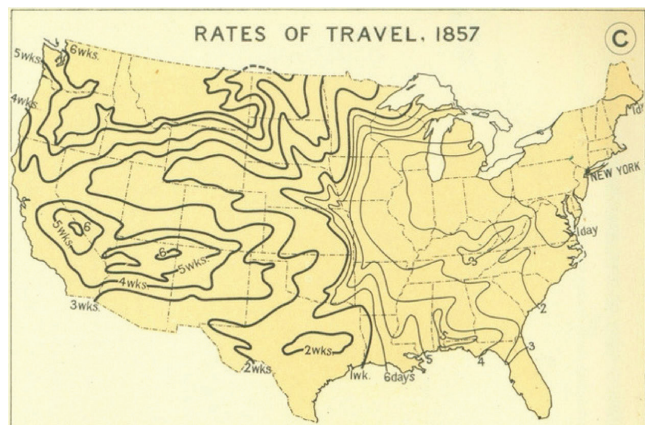 RATES OF TRAVEL, 1857
C
5wks.
6wks.
4wks.
1d
NEW YORK
1day
5wks.
6
6
5wks.
3
4wks.
3wks.
2
3
2wks.
2wks
1wk.
6days
5
4